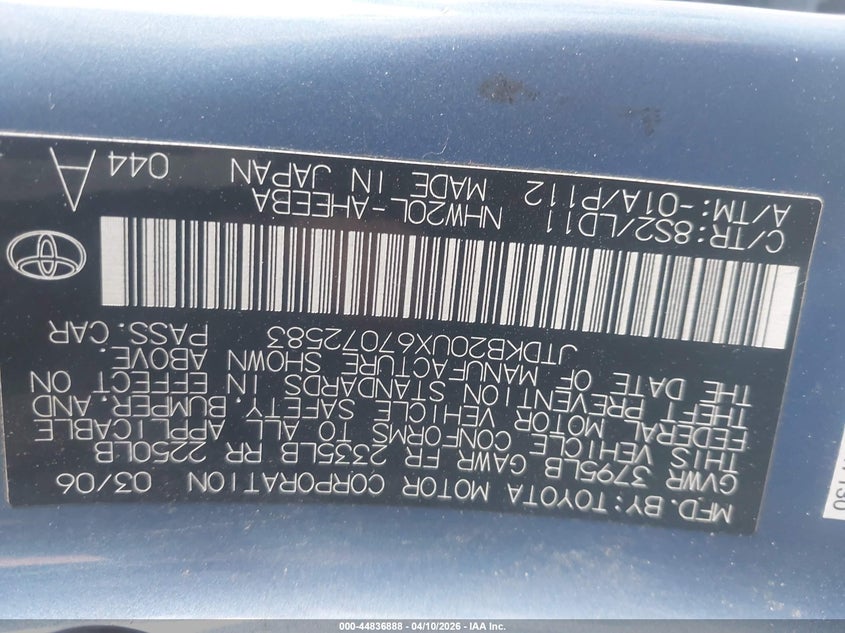 MFD. BY: TOYOTA MOTOR CORPORATION 03/06
GVWR 3795LB GAWR FR 2335LB RR 2250LB
THIS VEHICLE CONFORMS TO ALL APPLICABLE
FEDERAL MOTOR VEHICLE SAFETY, BUMPER, AND
THEFT PREVENTION STANDARDS IN EFFECT ON
THE DATE OF MANUFACTURE SHOWN ABOVE.
JTDKB20UX67072583 PASS. CAR
C/TR:8S2/LD11 NHW20L-AHEEBA
A/TM:-01A/P112 MADE IN JAPAN 044 A
000-44836888 - 04/10/2026 - IAA Inc.